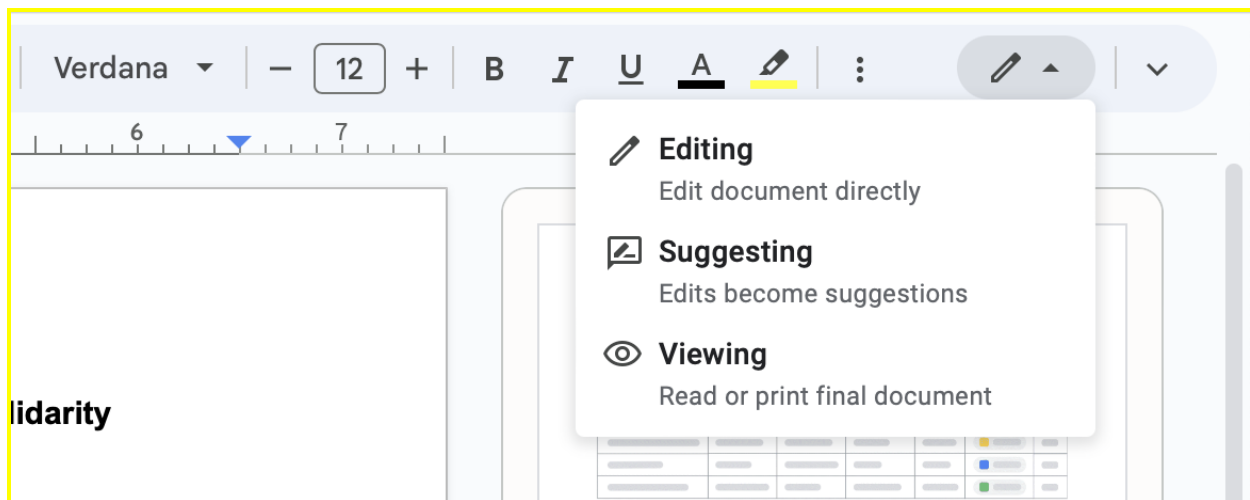 Verdana
12
B
I
U
A
6
7
Editing
Edit document directly
Suggesting
Edits become suggestions
Viewing
Read or print final document
lidarity